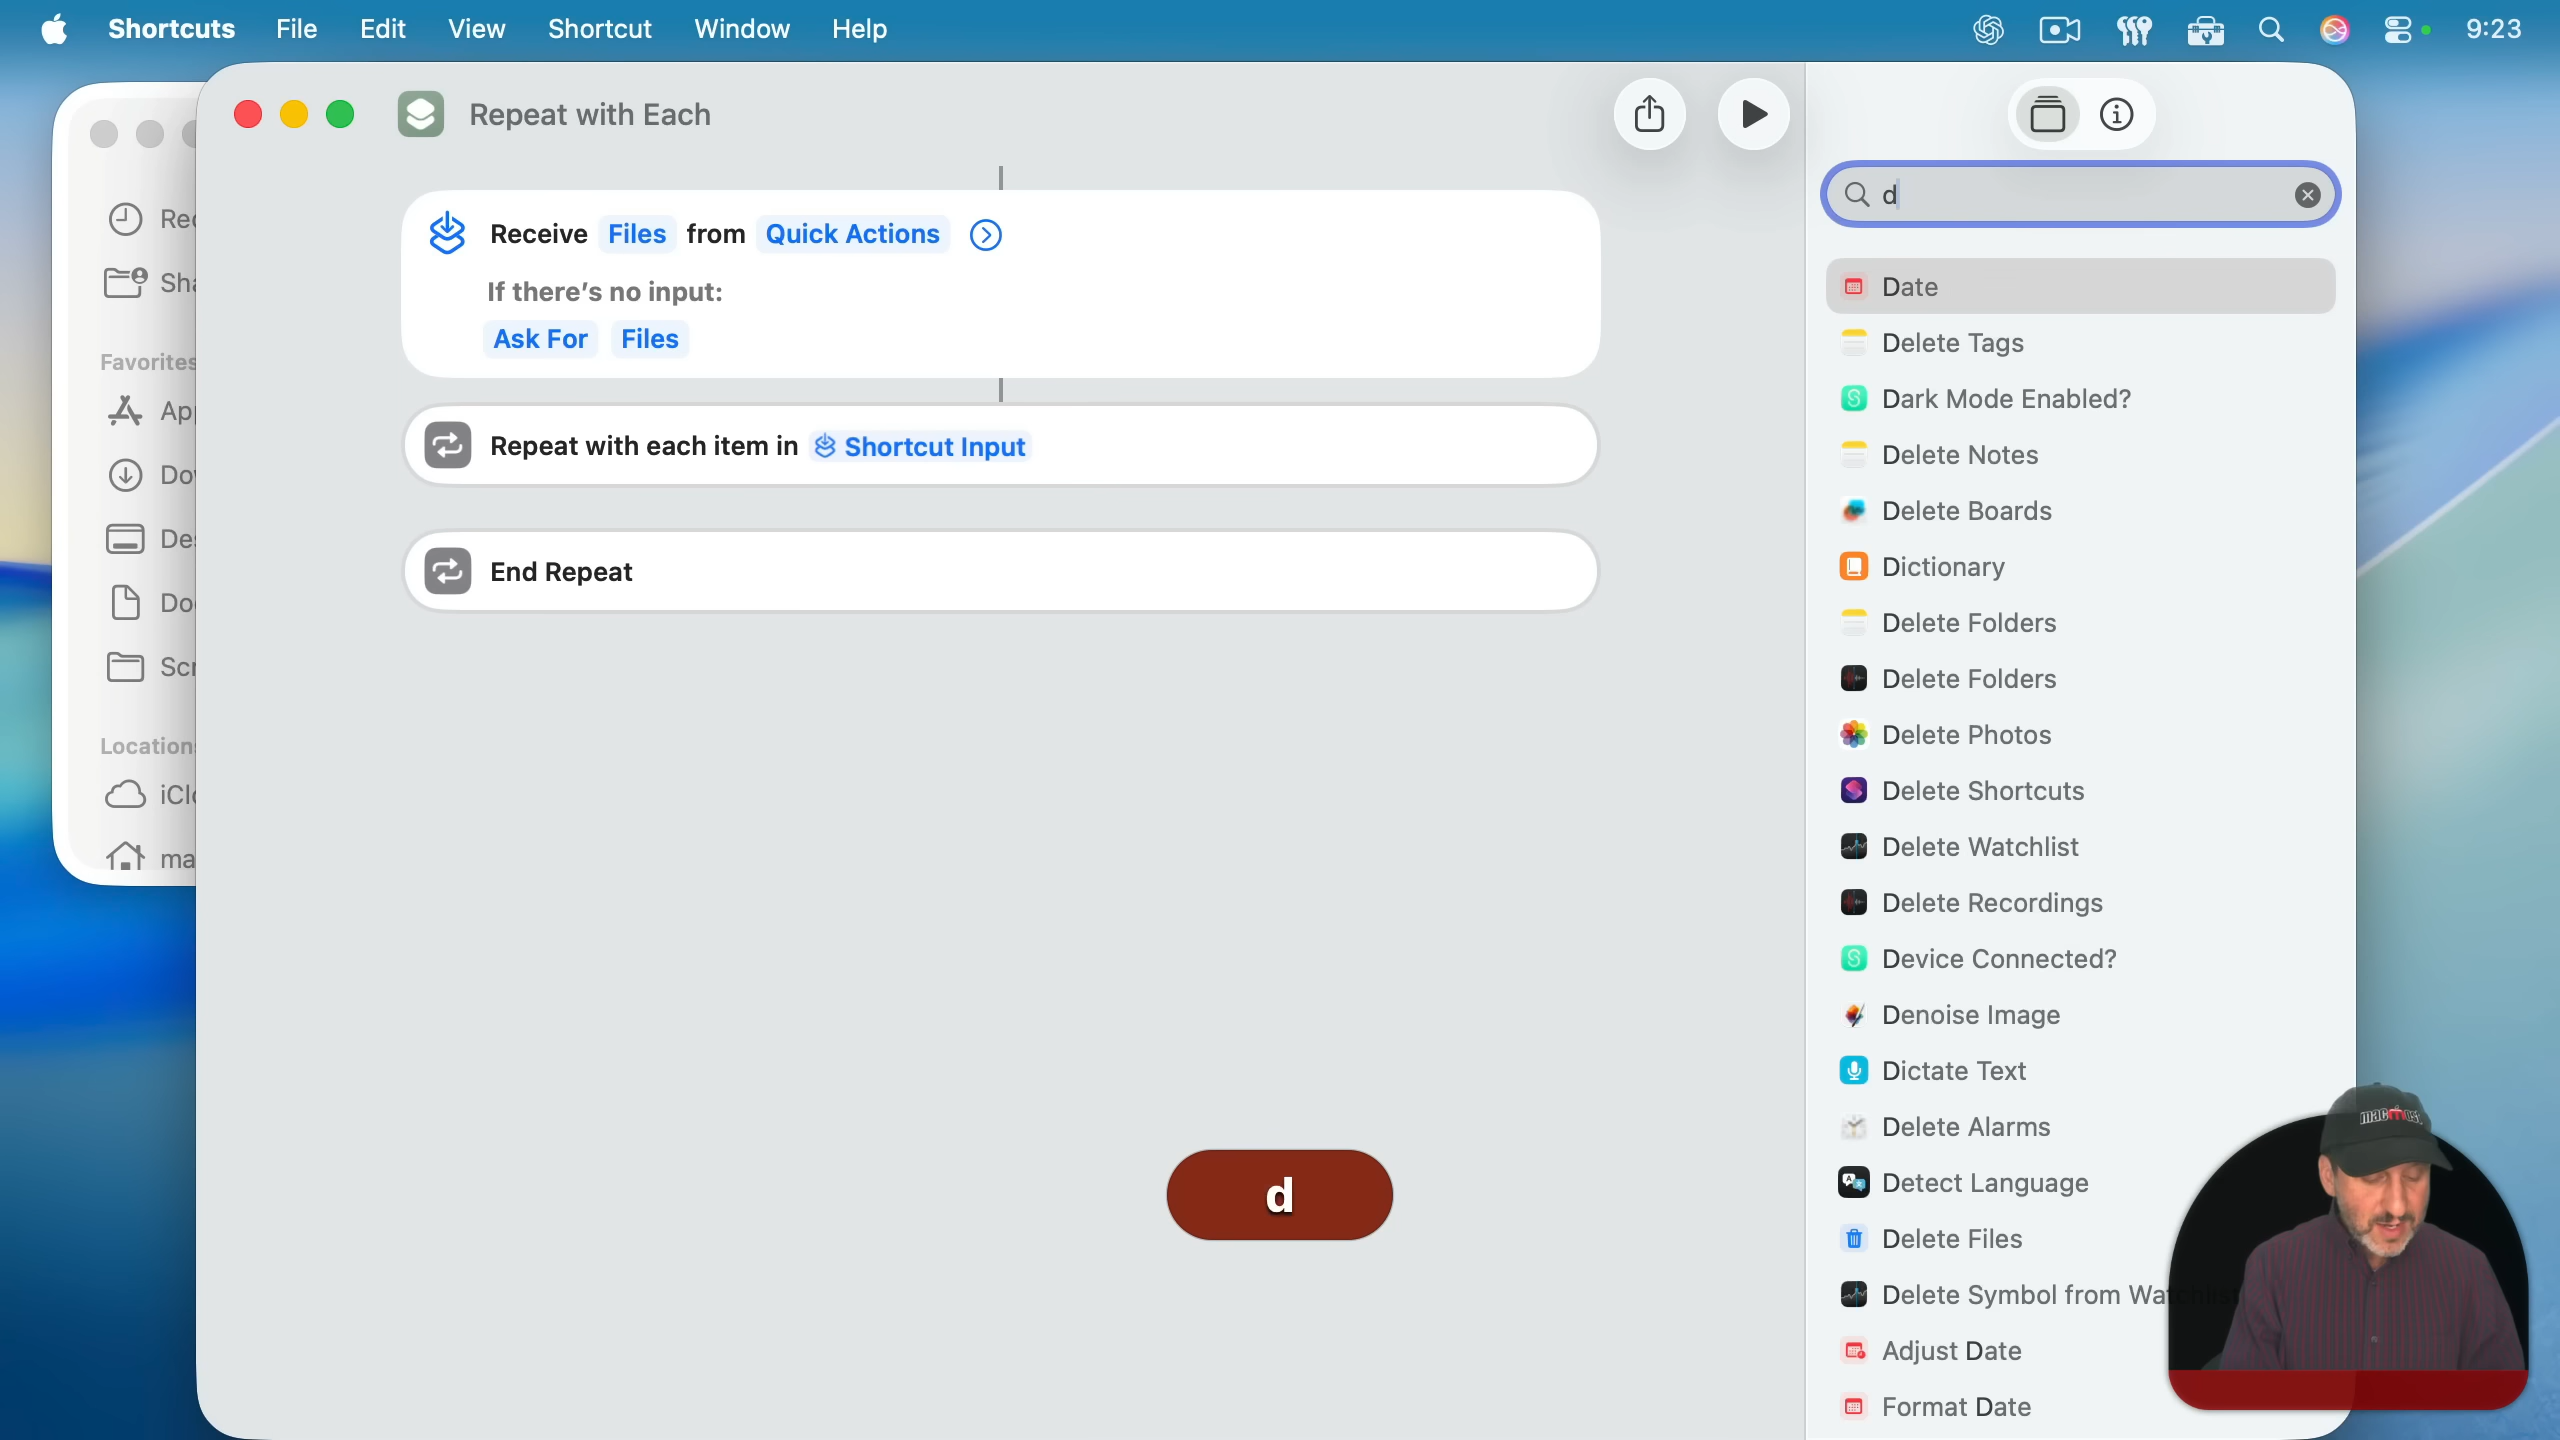 Shortcuts File Edit View Shortcut Window Help 9:23
Repeat with Each
Favorites
Receive Files from Quick Actions
If there's no input:
Ask For Files
Repeat with each item in Shortcut Input
End Repeat
d
d
Date
Delete Tags
Dark Mode Enabled?
Delete Notes
Delete Boards
Dictionary
Delete Folders
Delete Folders
Delete Photos
Delete Shortcuts
Delete Watchlist
Delete Recordings
Device Connected?
Denoise Image
Dictate Text
Delete Alarms
Detect Language
Delete Files
Delete Symbol from Watchlist
Adjust Date
Format Date
macmost